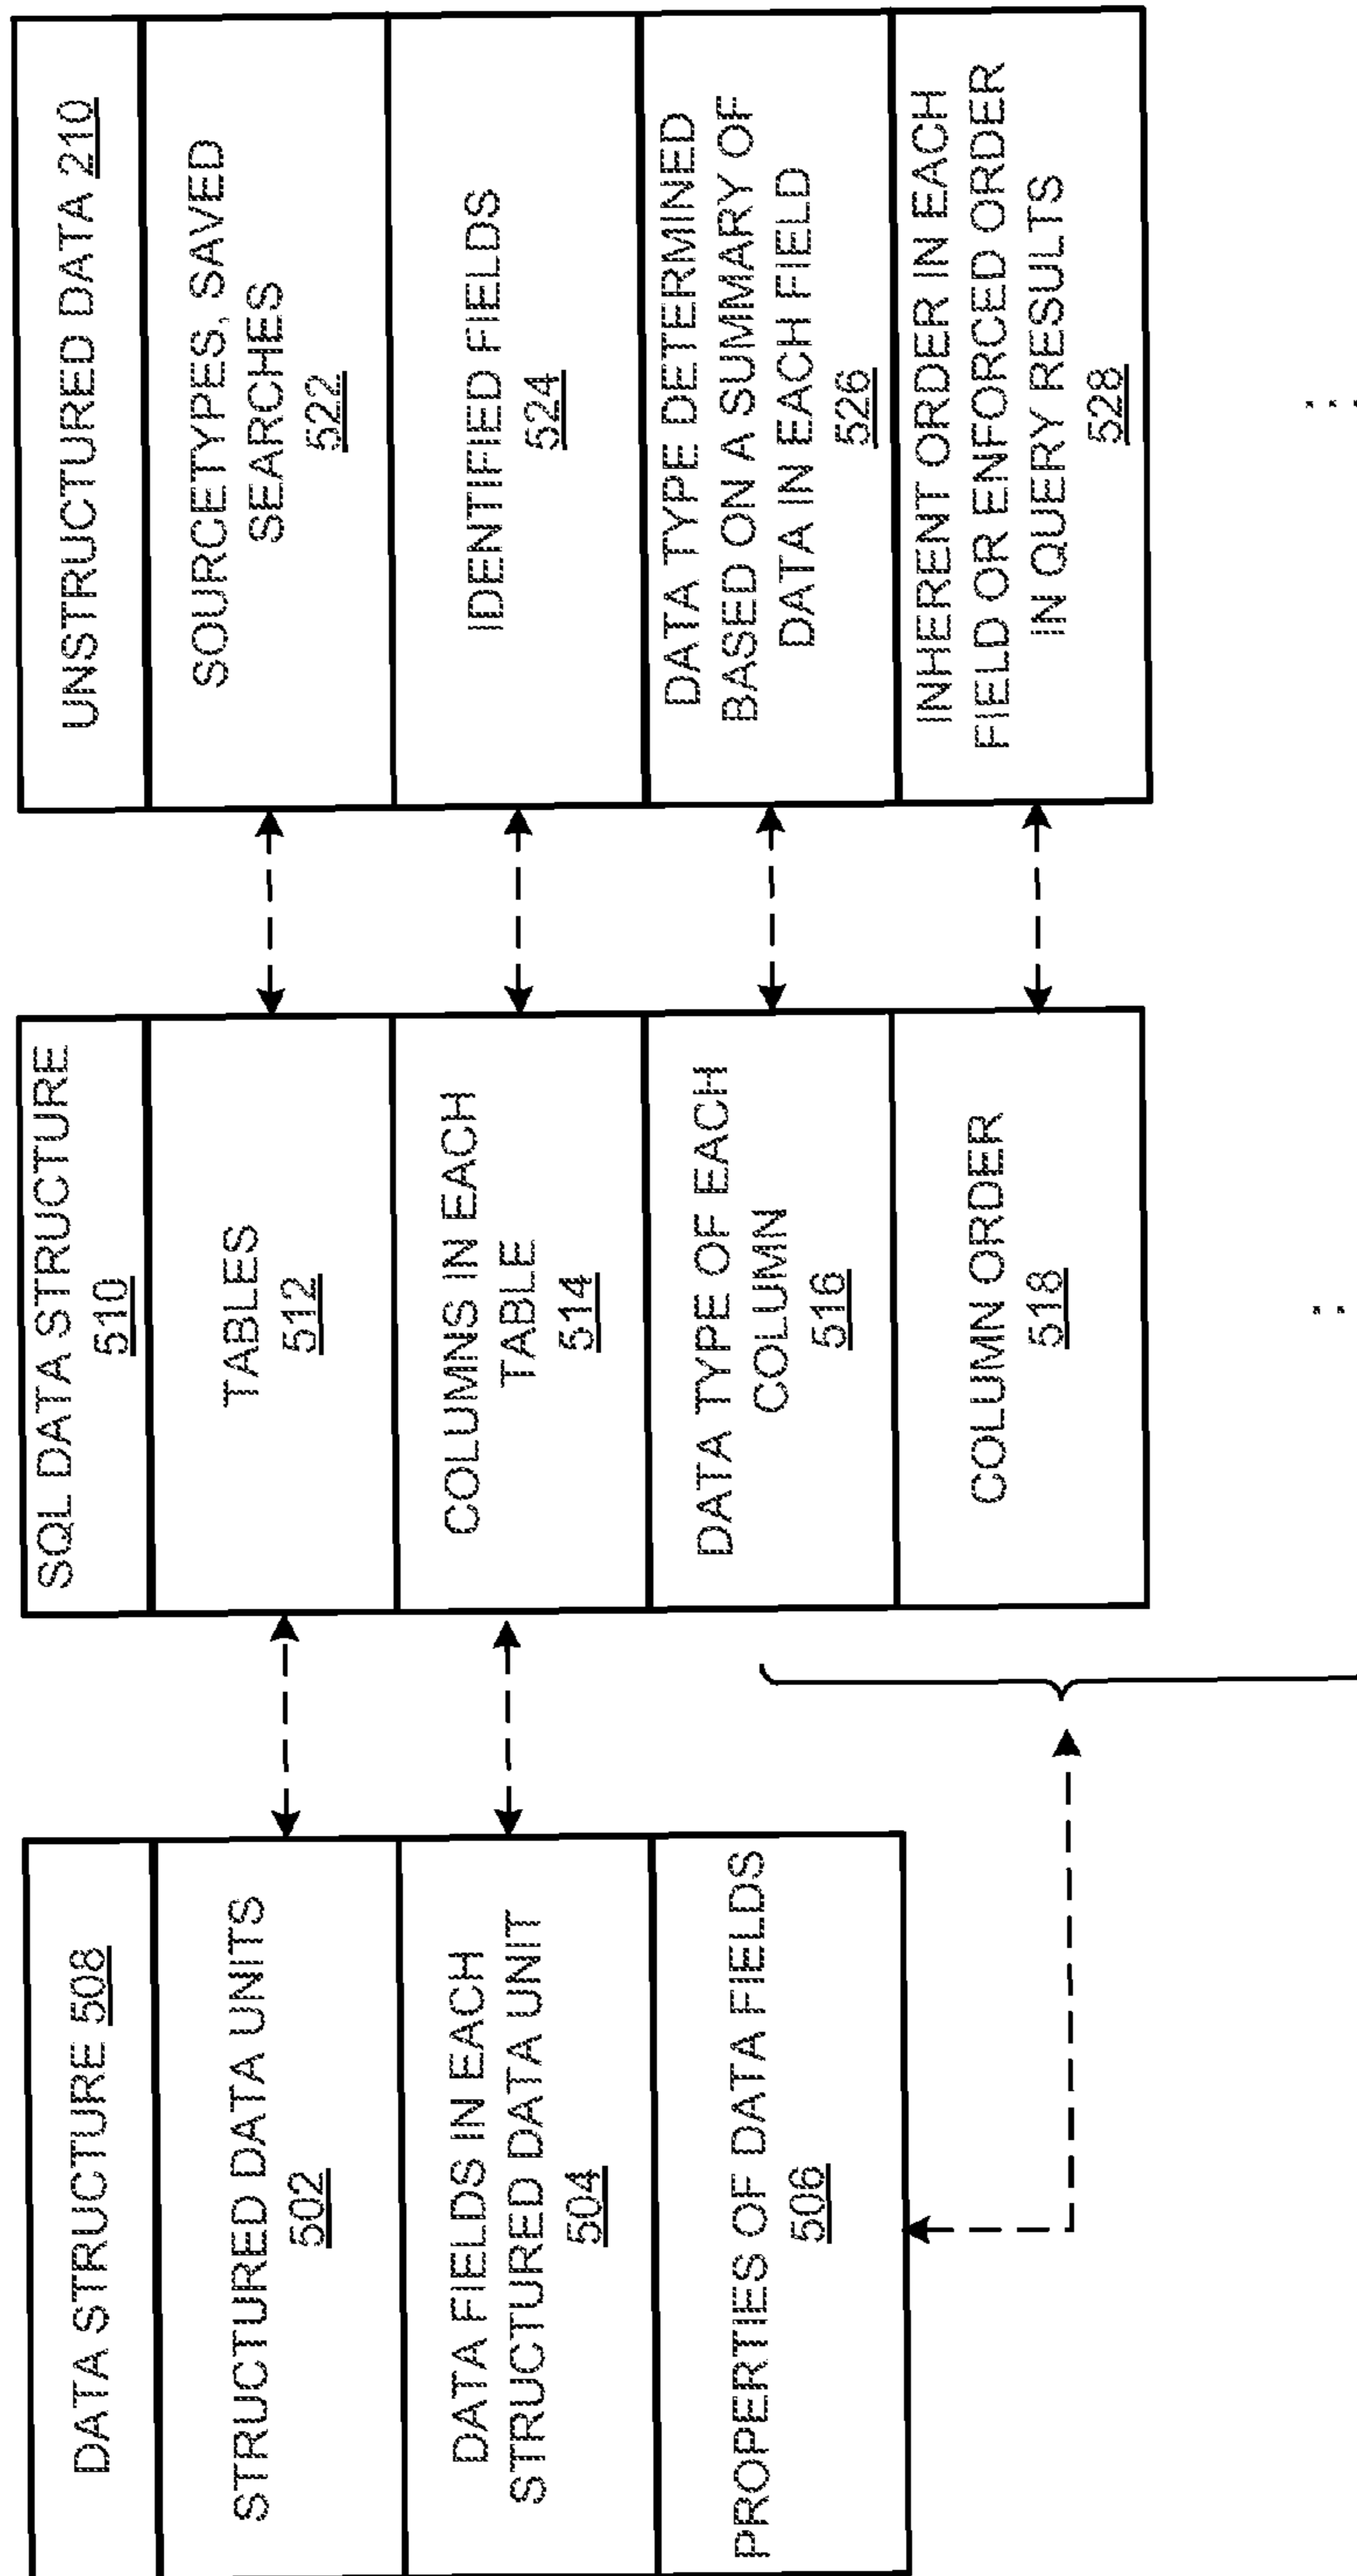 DATA STRUCTURE 508
STRUCTURED DATA UNITS
502
DATA FIELDS IN EACH
STRUCTURED DATA UNIT
504
PROPERTIES OF DATA FIELDS
506
SQL DATA STRUCTURE
510
TABLES
512
COLUMNS IN EACH
TABLE
514
DATA TYPE OF EACH
COLUMN
516
COLUMN ORDER
518
UNSTRUCTURED DATA 210
SOURCETYPES, SAVED
SEARCHES
522
IDENTIFIED FIELDS
524
DATA TYPE DETERMINED
BASED ON A SUMMARY OF
DATA IN EACH FIELD
526
INHERENT ORDER IN EACH
FIELD OR ENFORCED ORDER
IN QUERY RESULTS
528